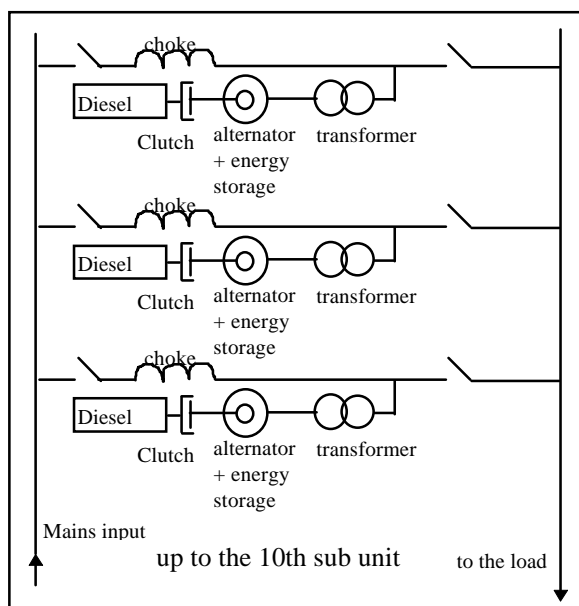 choke
Diesel
Clutch
alternator
+ energy
storage
transformer
choke
Diesel
Clutch
alternator
+ energy
storage
transformer
choke
Diesel
Clutch
alternator
+ energy
storage
transformer
Mains input
up to the 10th sub unit
to the load